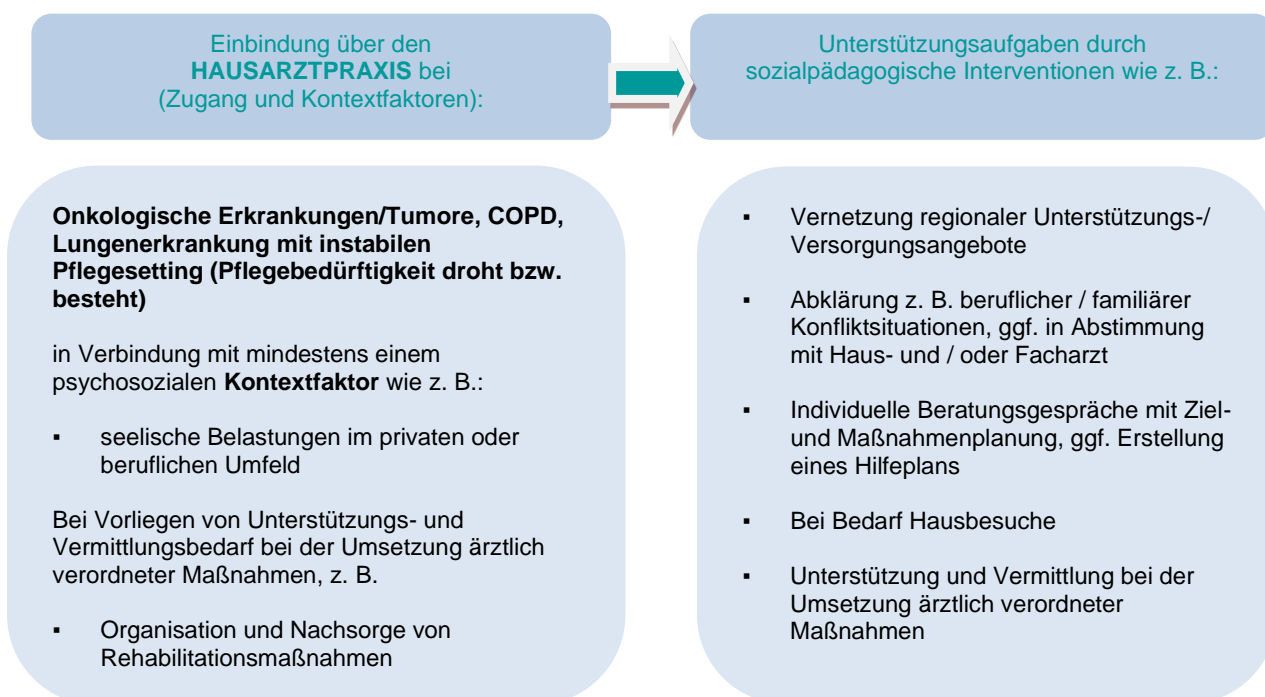 Einbindung über den
HAUSARZTPRAXIS bei
(Zugang und Kontextfaktoren):
Unterstützungsaufgaben durch
sozialpädagogische Interventionen wie z. B.:
Onkologische Erkrankungen/Tumore, COPD,
Lungenerkrankung mit instabilen
Pflegesetting (Pflegebedürftigkeit droht bzw.
besteht)
in Verbindung mit mindestens einem
psychosozialen Kontextfaktor wie z. B.:
▪ seelische Belastungen im privaten oder
beruflichen Umfeld
Bei Vorliegen von Unterstützungs- und
Vermittlungsbedarf bei der Umsetzung ärztlich
verordneter Maßnahmen, z. B.
▪ Organisation und Nachsorge von
Rehabilitationsmaßnahmen
▪ Vernetzung regionaler Unterstützungs-/
Versorgungsangebote
▪ Abklärung z. B. beruflicher / familiärer
Konfliktsituationen, ggf. in Abstimmung
mit Haus- und / oder Facharzt
▪ Individuelle Beratungsgespräche mit Ziel-
und Maßnahmenplanung, ggf. Erstellung
eines Hilfeplans
▪ Bei Bedarf Hausbesuche
▪ Unterstützung und Vermittlung bei der
Umsetzung ärztlich verordneter
Maßnahmen